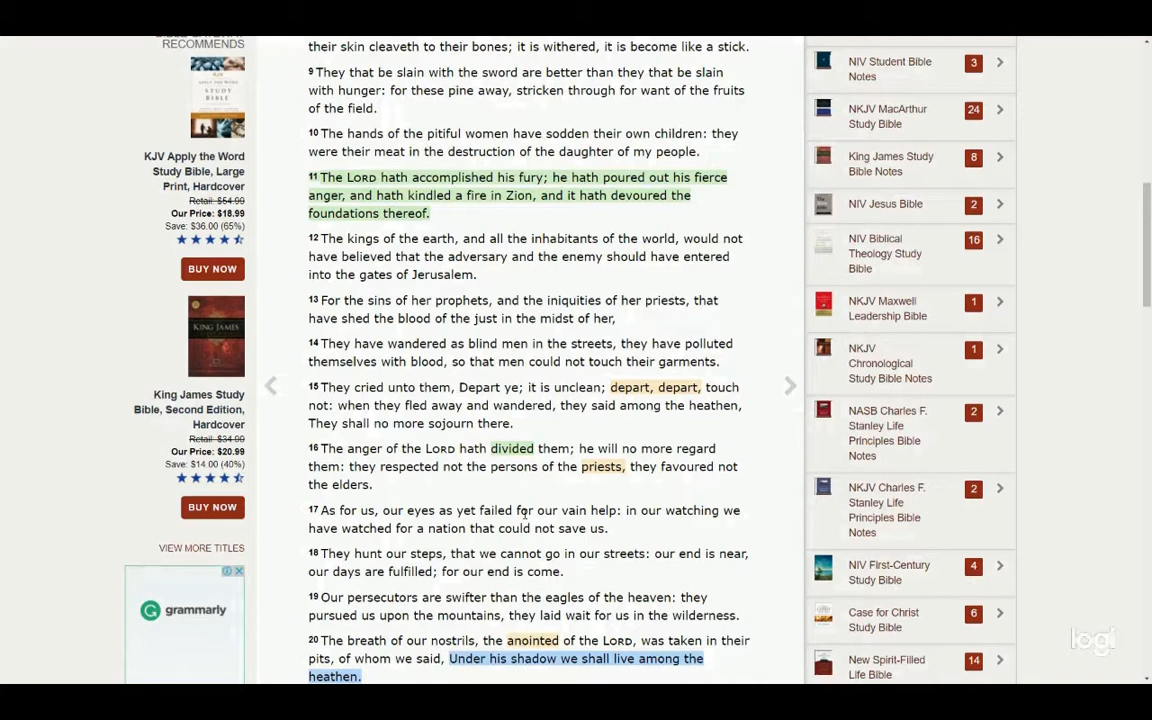 RECOMMENDS
KJV Apply the Word
Study Bible, Large
Print, Hardcover
Retail: $54.99
Our Price: $18.99
Save: $36.00 (65%)
BUY NOW
KING JAMES
King James Study
Bible, Second Edition,
Hardcover
Retail: $34.99
Our Price: $20.99
Save: $14.00 (40%)
BUY NOW
VIEW MORE TITLES
grammarly
their skin cleaveth to their bones; it is withered, it is become like a stick.
9 They that be slain with the sword are better than they that be slain
with hunger: for these pine away, stricken through for want of the fruits
of the field.
10 The hands of the pitiful women have sodden their own children: they
were their meat in the destruction of the daughter of my people.
11 The LORD hath accomplished his fury; he hath poured out his fierce
anger, and hath kindled a fire in Zion, and it hath devoured the
foundations thereof.
12 The kings of the earth, and all the inhabitants of the world, would not
have believed that the adversary and the enemy should have entered
into the gates of Jerusalem.
13 For the sins of her prophets, and the iniquities of her priests, that
have shed the blood of the just in the midst of her,
14 They have wandered as blind men in the streets, they have polluted
themselves with blood, so that men could not touch their garments.
15 They cried unto them, Depart ye; it is unclean; depart, depart, touch
not: when they fled away and wandered, they said among the heathen,
They shall no more sojourn there.
16 The anger of the LORD hath divided them; he will no more regard
them: they respected not the persons of the priests, they favoured not
the elders.
17 As for us, our eyes as yet failed for our vain help: in our watching we
have watched for a nation that could not save us.
18 They hunt our steps, that we cannot go in our streets: our end is near,
our days are fulfilled; for our end is come.
19 Our persecutors are swifter than the eagles of the heaven: they
pursued us upon the mountains, they laid wait for us in the wilderness.
20 The breath of our nostrils, the anointed of the LORD, was taken in their
pits, of whom we said, Under his shadow we shall live among the
heathen.
NIV Student Bible
Notes
3
NKJV MacArthur
Study Bible
24
King James Study
Bible Notes
8
NIV Jesus Bible
2
NIV Biblical
Theology Study
Bible
16
NKJV Maxwell
Leadership Bible
1
NKJV
Chronological
Study Bible Notes
1
NASB Charles F.
Stanley Life
Principles Bible
Notes
2
NKJV Charles F.
Stanley Life
Principles Bible
Notes
2
NIV First-Century
Study Bible
4
Case for Christ
Study Bible
6
New Spirit-Filled
Life Bible
14
logi